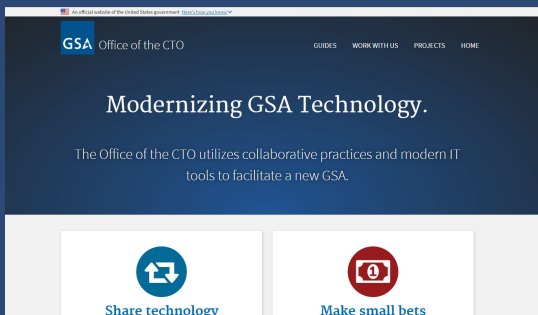 An official website of the United States government Here's how you know
GSA Office of the CTO
GUIDES WORK WITH US PROJECTS HOME
Modernizing GSA Technology.
The Office of the CTO utilizes collaborative practices and modern IT
tools to facilitate a new GSA.
1
Share technology Make small bets